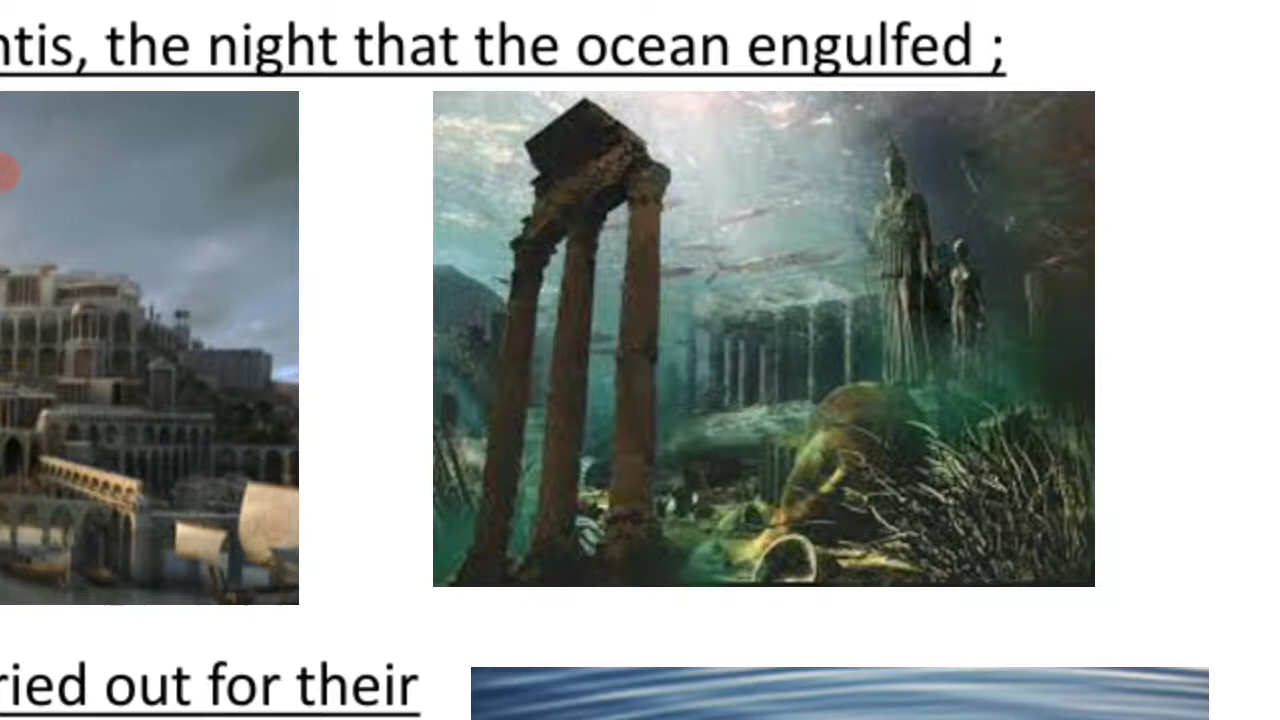 ntis, the night that the ocean engulfed ;
ried out for their